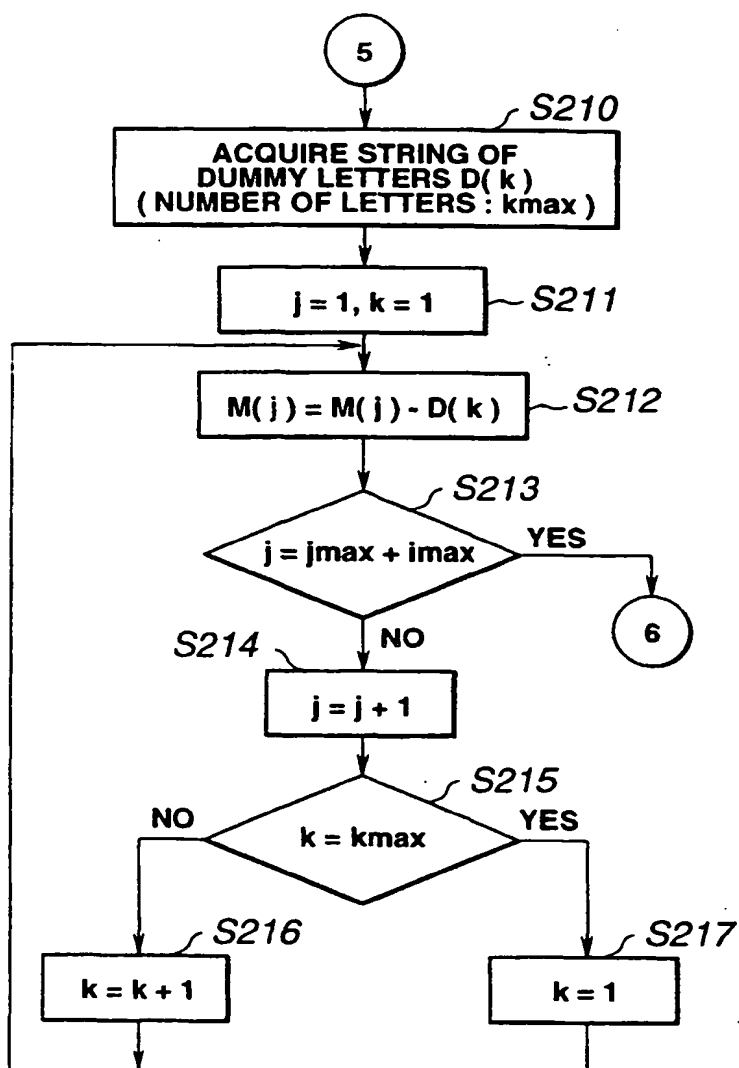 5
S210
ACQUIRE STRING OF
DUMMY LETTERS D( k )
( NUMBER OF LETTERS : kmax )
j = 1, k = 1
S211
M( j ) = M( j ) - D( k )
S212
S213
j = jmax + imax
YES
6
NO
S214
j = j + 1
S215
NO
k = kmax
YES
S216
k = k + 1
S217
k = 1